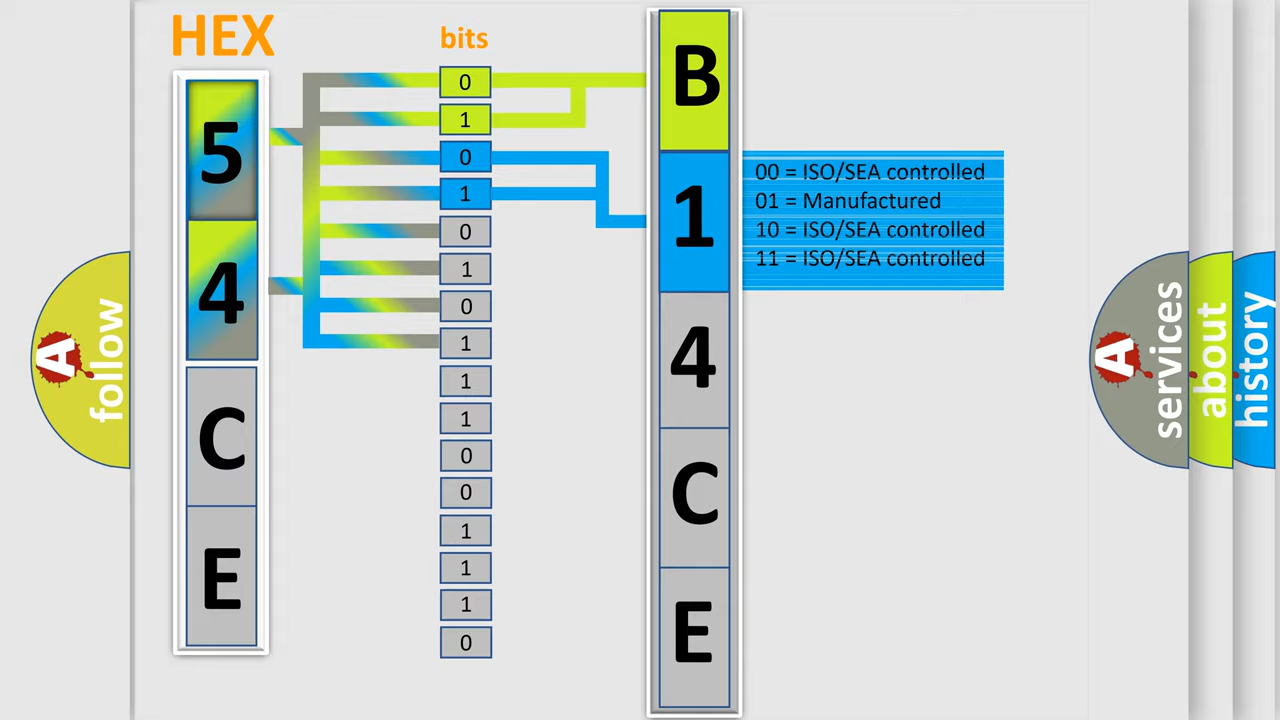 HEX
bits
5
4
C
E
0
1
0
1
0
1
0
1
1
1
0
0
1
1
1
0
B
1
4
C
E
00 = ISO/SEA controlled
01 = Manufactured
10 = ISO/SEA controlled
11 = ISO/SEA controlled
A
follow
A
services
about
history